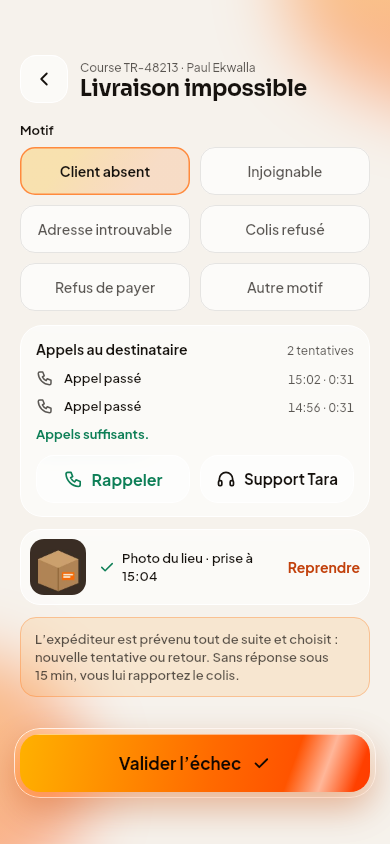 Course TR-48213 · Paul Ekwalla
Livraison impossible
Motif
Client absent
Injoignable
Adresse introuvable
Colis refusé
Refus de payer
Autre motif
Appels au destinataire
2 tentatives
Appel passé
15:02 · 0:31
Appel passé
14:56 · 0:31
Appels suffisants.
Rappeler
Support Tara
Photo du lieu · prise à
15:04
Reprendre
L’expéditeur est prévenu tout de suite et choisit :
nouvelle tentative ou retour. Sans réponse sous
15 min, vous lui rapportez le colis.
Valider l’échec